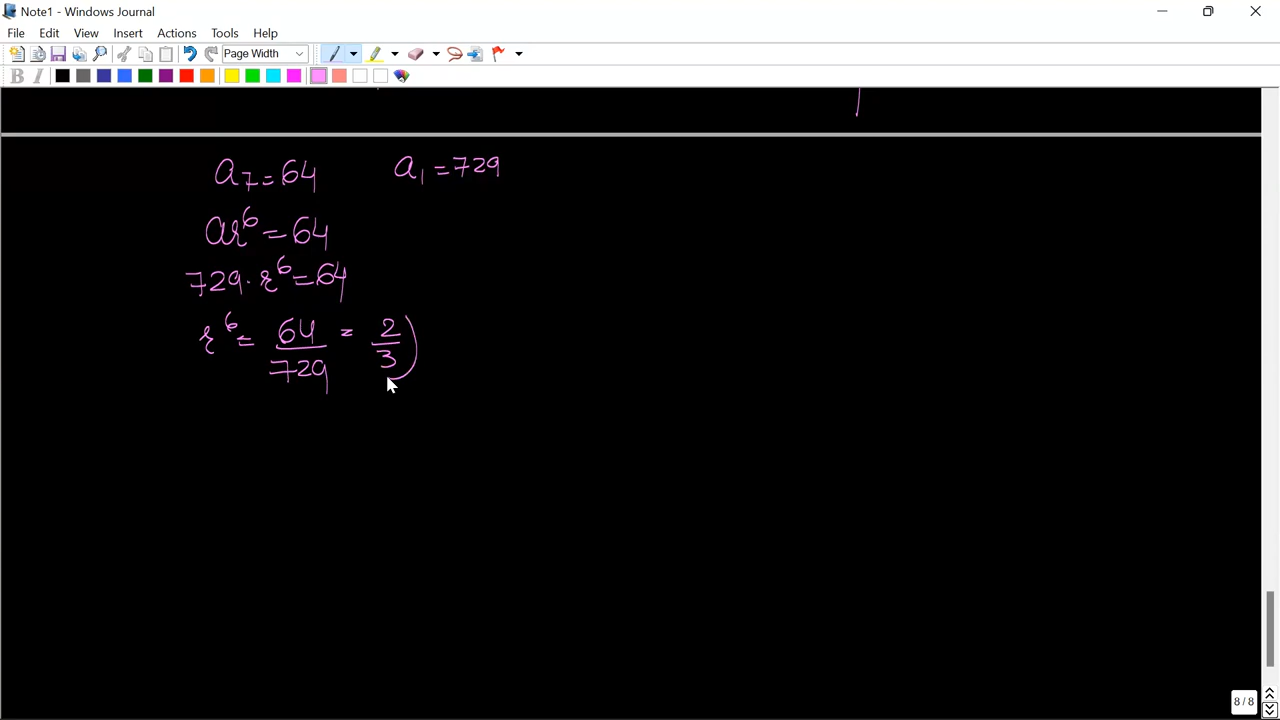 Note1 - Windows Journal
File Edit View Insert Actions Tools Help
Page Width
B I
a₇=64 a₁=729
ar⁶=64
729·r⁶=64
r⁶= 64/729 = 2/3)
8/8